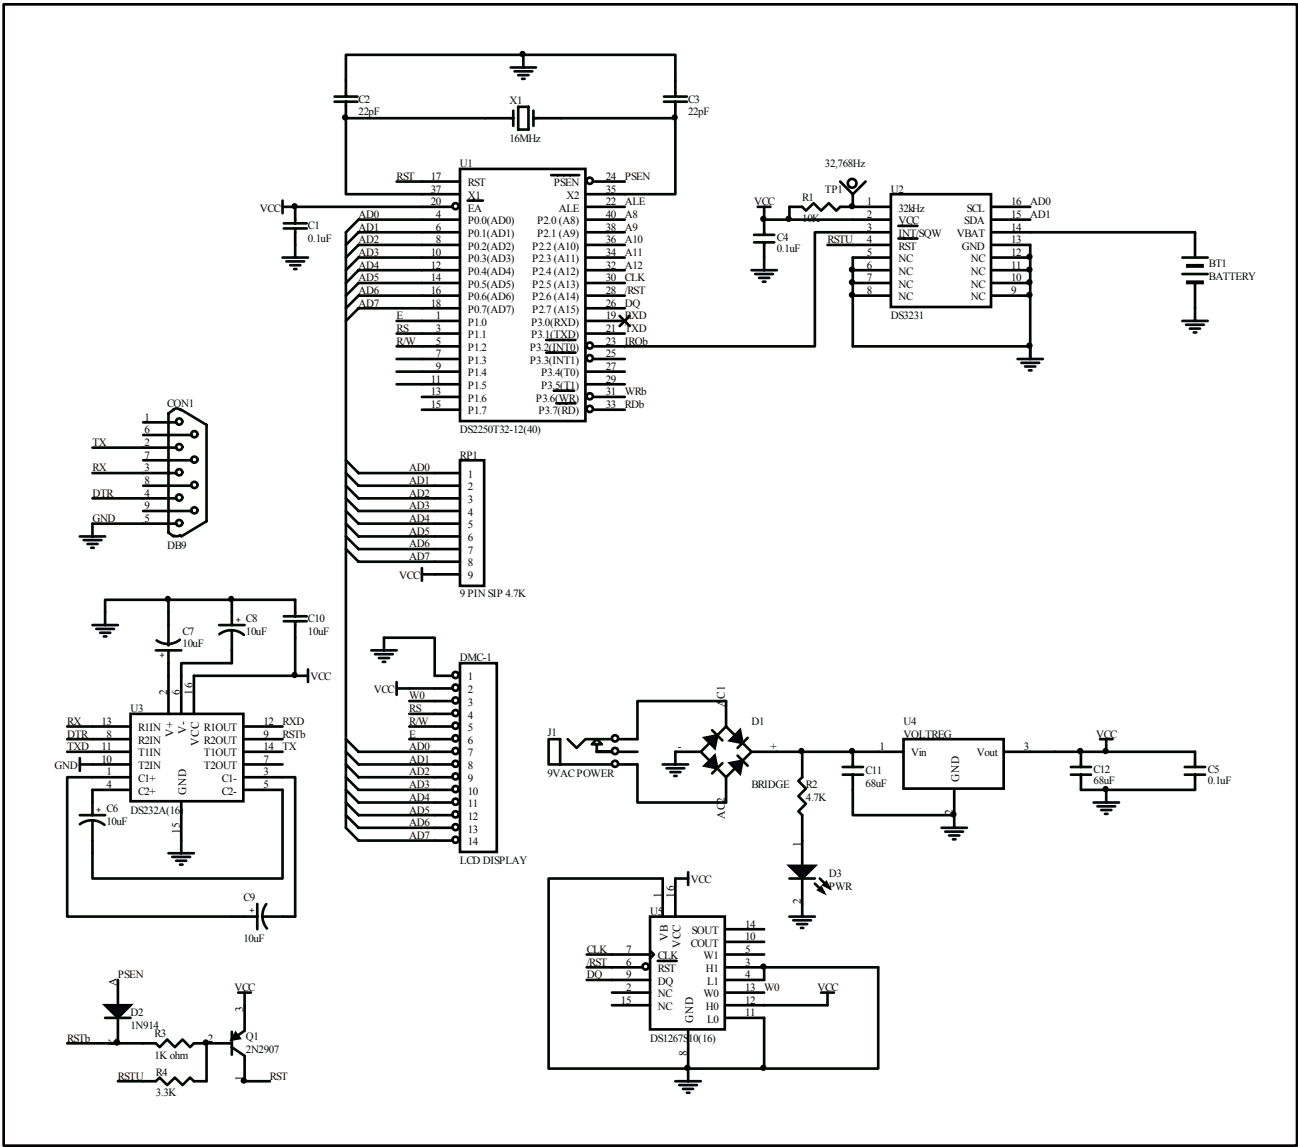 C2
22pF
X1
16MHz
C3
22pF
U1
RST 17 RST PSEN 24 PSEN
37 X1 X2 35
VCC 20 EA ALE 22 ALE
C1
0.1uF
AD0 4 P0.0(AD0) P2.0 (A8) 40 A8
AD1 6 P0.1(AD1) P2.1 (A9) 38 A9
AD2 8 P0.2(AD2) P2.2 (A10) 36 A10
AD3 10 P0.3(AD3) P2.3 (A11) 34 A11
AD4 12 P0.4(AD4) P2.4 (A12) 32 A12
AD5 14 P0.5(AD5) P2.5 (A13) 30 CLK
AD6 16 P0.6(AD6) P2.6 (A14) 28 /RST
AD7 18 P0.7(AD7) P2.7 (A15) 26 DQ
E 1 P1.0 P3.0(RXD) 19 RXD
RS 3 P1.1 P3.1(TXD) 21 TXD
R/W 5 P1.2 P3.2(INT0) 23 IRQb
7 P1.3 P3.3(INT1) 25
9 P1.4 P3.4(T0) 27
11 P1.5 P3.5(T1) 29
13 P1.6 P3.6(WR) 31 WRb
15 P1.7 P3.7(RD) 33 RDb
DS2250T32-12(40)
32,768Hz
TP1
U2
VCC
R1
10K
C4
0.1uF
RSTU
1 32kHz SCL 16 AD0
2 VCC SDA 15 AD1
3 INT/SQW VBAT 14
4 RST GND 13
5 NC NC 12
6 NC NC 11
7 NC NC 10
8 NC NC 9
DS3231
BT1
BATTERY
CON1
1
6
TX 2
7
RX 3
8
DTR 4
9
GND 5
DB9
RP1
AD0 1
AD1 2
AD2 3
AD3 4
AD4 5
AD5 6
AD6 7
AD7 8
VCC 9
9 PIN SIP 4.7K
C7
10uF
+
C8
10uF
+
C10
10uF
VCC
2 6 16
U3
V+ V- VCC
RX 13 R1IN R1OUT 12 RXD
DTR 8 R2IN R2OUT 9 RSTb
TXD 11 T1IN T1OUT 14 TX
GND 10 T2IN T2OUT 7
1 C1+ C1- 3
4 C2+ C2- 5
GND
15
DS232A(16)
C6
10uF
+
C9
10uF
+
DMC-1
1
VCC 2
W0 3
RS 4
R/W 5
E 6
AD0 7
AD1 8
AD2 9
AD3 10
AD4 11
AD5 12
AD6 13
AD7 14
LCD DISPLAY
J1
9VAC POWER
AC1
AC2
D1
-
+
BRIDGE
R2
4.7K
C11
68uF
U4
VOLTREG
1 Vin Vout 3
GND
2
VCC
C12
68uF
C5
0.1uF
1
D3
PWR
2
VCC
1 16
U5
VB VCC
SOUT 14
COUT 10
CLK 7 CLK W1 5
/RST 6 RST H1 3
DQ 9 DQ L1 4
2 NC W0 13 W0
15 NC H0 12 VCC
GND L0 11
DS1267S10(16)
8
PSEN
A
D2
1N914
RSTb
R3
1K ohm
RSTU
R4
3.3K
VCC
3
2
Q1
2N2907
1
RST